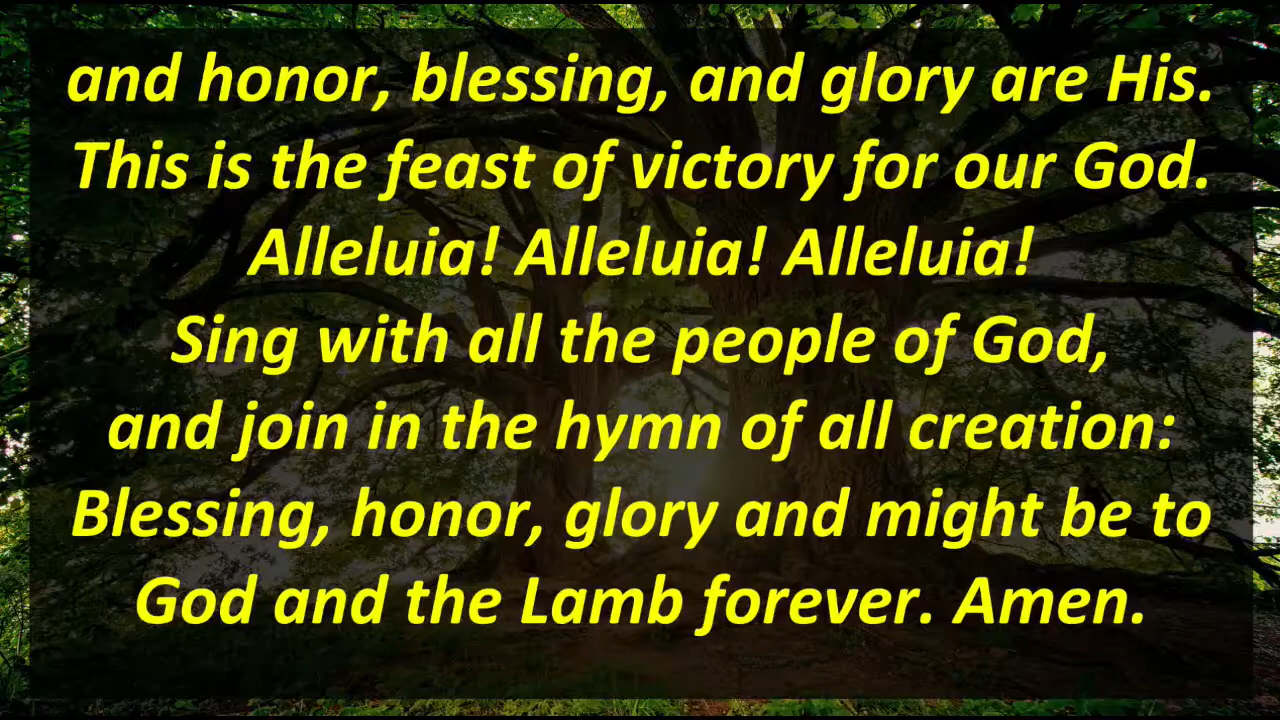 and honor, blessing, and glory are His.
This is the feast of victory for our God.
Alleluia! Alleluia! Alleluia!
Sing with all the people of God,
and join in the hymn of all creation:
Blessing, honor, glory and might be to
God and the Lamb forever. Amen.